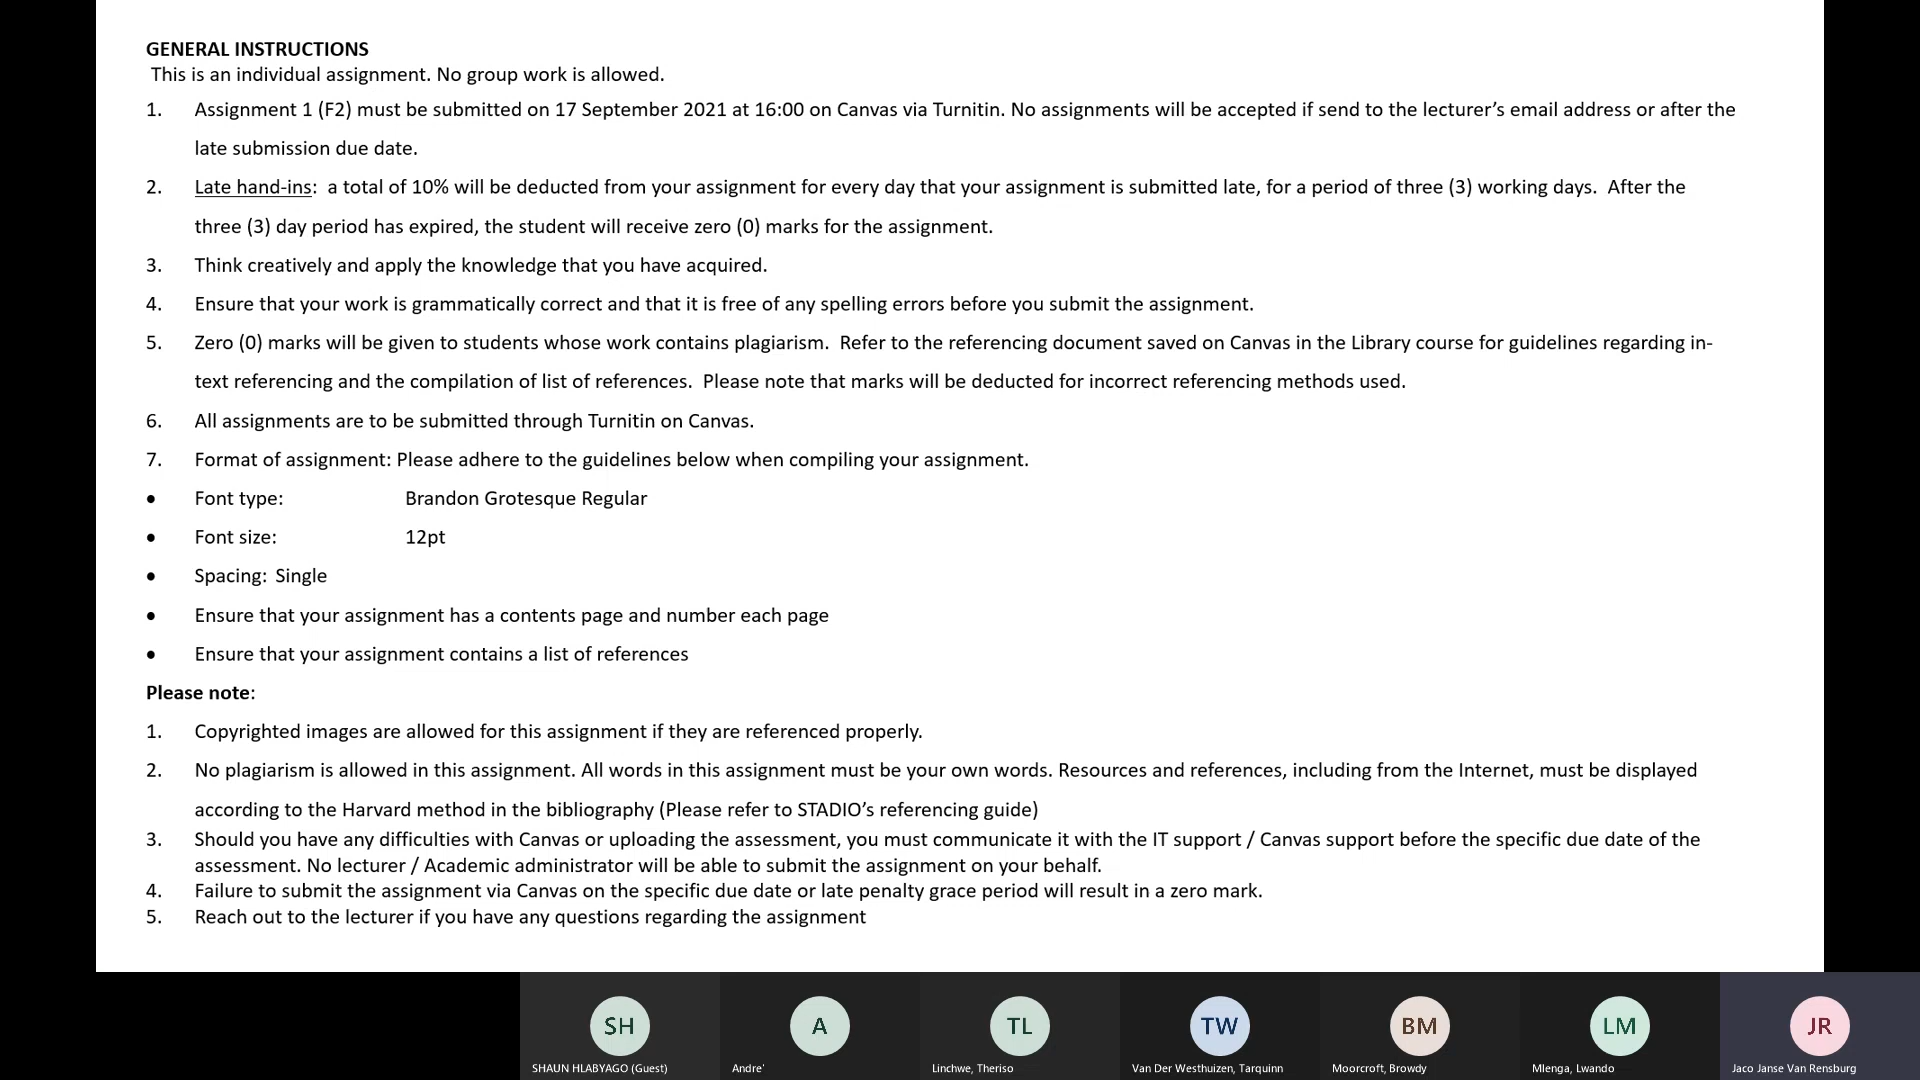 GENERAL INSTRUCTIONS
This is an individual assignment. No group work is allowed.
1. Assignment 1 (F2) must be submitted on 17 September 2021 at 16:00 on Canvas via Turnitin. No assignments will be accepted if send to the lecturer’s email address or after the
late submission due date.
2. Late hand-ins: a total of 10% will be deducted from your assignment for every day that your assignment is submitted late, for a period of three (3) working days. After the
three (3) day period has expired, the student will receive zero (0) marks for the assignment.
3. Think creatively and apply the knowledge that you have acquired.
4. Ensure that your work is grammatically correct and that it is free of any spelling errors before you submit the assignment.
5. Zero (0) marks will be given to students whose work contains plagiarism. Refer to the referencing document saved on Canvas in the Library course for guidelines regarding in-
text referencing and the compilation of list of references. Please note that marks will be deducted for incorrect referencing methods used.
6. All assignments are to be submitted through Turnitin on Canvas.
7. Format of assignment: Please adhere to the guidelines below when compiling your assignment.
• Font type: Brandon Grotesque Regular
• Font size: 12pt
• Spacing: Single
• Ensure that your assignment has a contents page and number each page
• Ensure that your assignment contains a list of references
Please note:
1. Copyrighted images are allowed for this assignment if they are referenced properly.
2. No plagiarism is allowed in this assignment. All words in this assignment must be your own words. Resources and references, including from the Internet, must be displayed
according to the Harvard method in the bibliography (Please refer to STADIO’s referencing guide)
3. Should you have any difficulties with Canvas or uploading the assessment, you must communicate it with the IT support / Canvas support before the specific due date of the
assessment. No lecturer / Academic administrator will be able to submit the assignment on your behalf.
4. Failure to submit the assignment via Canvas on the specific due date or late penalty grace period will result in a zero mark.
5. Reach out to the lecturer if you have any questions regarding the assignment
SH A TL TW BM LM JR
SHAUN HLABYAGO (Guest) Andre' Linchwe, Theriso Van Der Westhuizen, Tarquinn Moorcroft, Browdy Mlenga, Lwando Jaco Janse Van Rensburg